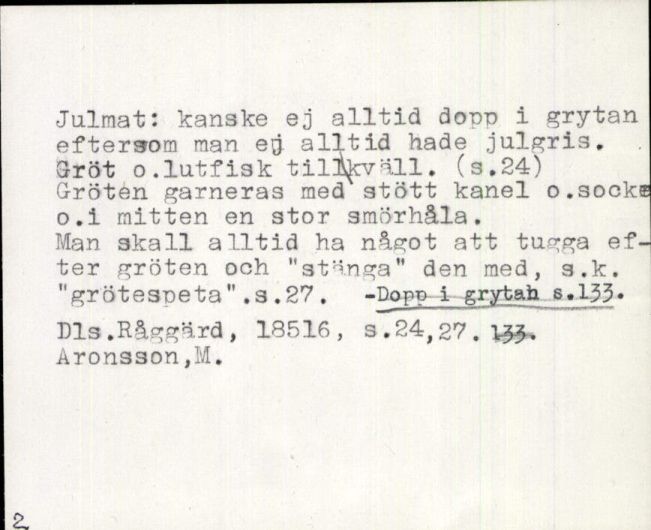 Julmat: kanske ej alltid dopp i grytan
eftersom man ej alltid hade julgris.
Gröt o.lutfisk till kväll. (s.24)
Gröten garneras med stött kanel o.socke
o.i mitten en stor smörhåla.
Man skall alltid ha något att tugga ef-
ter gröten och "stänga" den med, s.k.
"grötespeta".s.27. -Dopp i grytan s.133.
Dls.Råggärd, 18516, s.24,27. 133.
Aronsson,M.
2